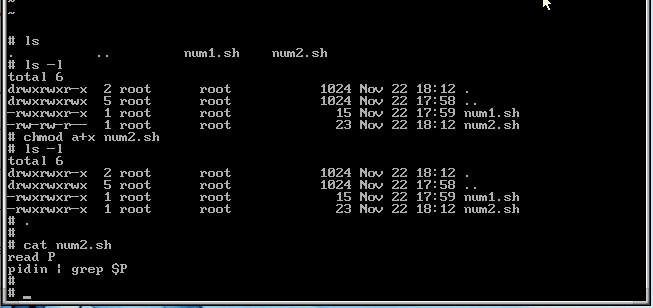 ~
~
# ls
. .. num1.sh num2.sh
# ls -l
total 6
drwxrwxr-x 2 root root 1024 Nov 22 18:12 .
drwxrwxrwx 5 root root 1024 Nov 22 17:58 ..
-rwxrwxr-x 1 root root 15 Nov 22 17:59 num1.sh
-rw-rw-r-- 1 root root 23 Nov 22 18:12 num2.sh
# chmod a+x num2.sh
# ls -l
total 6
drwxrwxr-x 2 root root 1024 Nov 22 18:12 .
drwxrwxrwx 5 root root 1024 Nov 22 17:58 ..
-rwxrwxr-x 1 root root 15 Nov 22 17:59 num1.sh
-rwxrwxr-x 1 root root 23 Nov 22 18:12 num2.sh
# .
#
# cat num2.sh
read P
pidin | grep $P
#
# _